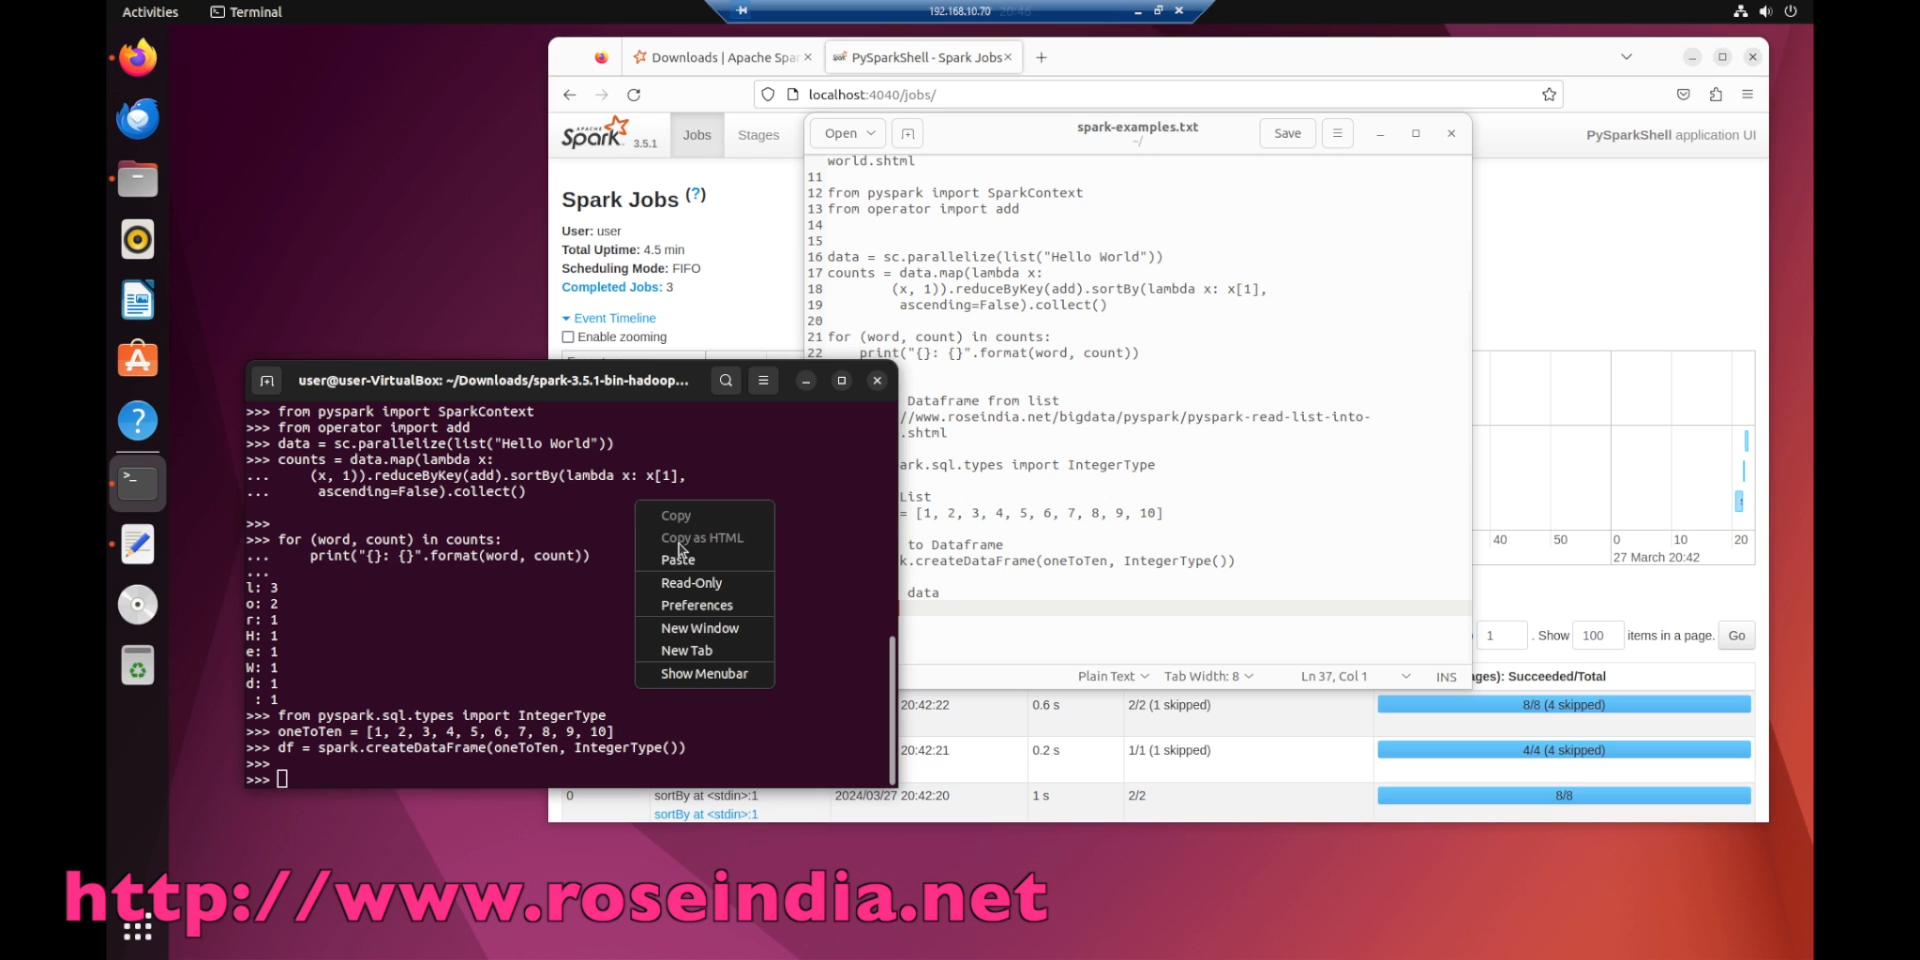 Activities
Terminal
192.168.10.70
20:46
Downloads | Apache Spar
PySparkShell - Spark Jobs
localhost:4040/jobs/
APACHE
Spark
3.5.1
Jobs
Stages
PySparkShell application UI
Spark Jobs (?)
User: user
Total Uptime: 4.5 min
Scheduling Mode: FIFO
Completed Jobs: 3
Event Timeline
Enable zooming
Open
spark-examples.txt
~/
Save
world.shtml
11
12 from pyspark import SparkContext
13 from operator import add
14
15
16 data = sc.parallelize(list("Hello World"))
17 counts = data.map(lambda x:
18 (x, 1)).reduceByKey(add).sortBy(lambda x: x[1],
19 ascending=False).collect()
20
21 for (word, count) in counts:
22 print("{}: {}".format(word, count))
Dataframe from list
//www.roseindia.net/bigdata/pyspark/pyspark-read-list-into-
.shtml
ark.sql.types import IntegerType
List
= [1, 2, 3, 4, 5, 6, 7, 8, 9, 10]
to Dataframe
k.createDataFrame(oneToTen, IntegerType())
data
Plain Text
Tab Width: 8
Ln 37, Col 1
INS
user@user-VirtualBox: ~/Downloads/spark-3.5.1-bin-hadoop...
>>> from pyspark import SparkContext
>>> from operator import add
>>> data = sc.parallelize(list("Hello World"))
>>> counts = data.map(lambda x:
... (x, 1)).reduceByKey(add).sortBy(lambda x: x[1],
... ascending=False).collect()
>>>
>>> for (word, count) in counts:
... print("{}: {}".format(word, count))
...
l: 3
o: 2
r: 1
H: 1
e: 1
W: 1
d: 1
: 1
>>> from pyspark.sql.types import IntegerType
>>> oneToTen = [1, 2, 3, 4, 5, 6, 7, 8, 9, 10]
>>> df = spark.createDataFrame(oneToTen, IntegerType())
>>>
>>>
Copy
Copy as HTML
Paste
Read-Only
Preferences
New Window
New Tab
Show Menubar
40 50 0 10 20
27 March 20:42
1 . Show 100 items in a page. Go
ages): Succeeded/Total
20:42:22 0.6 s 2/2 (1 skipped) 8/8 (4 skipped)
20:42:21 0.2 s 1/1 (1 skipped) 4/4 (4 skipped)
0 sortBy at <stdin>:1 2024/03/27 20:42:20 1 s 2/2 8/8
sortBy at <stdin>:1
http://www.roseindia.net